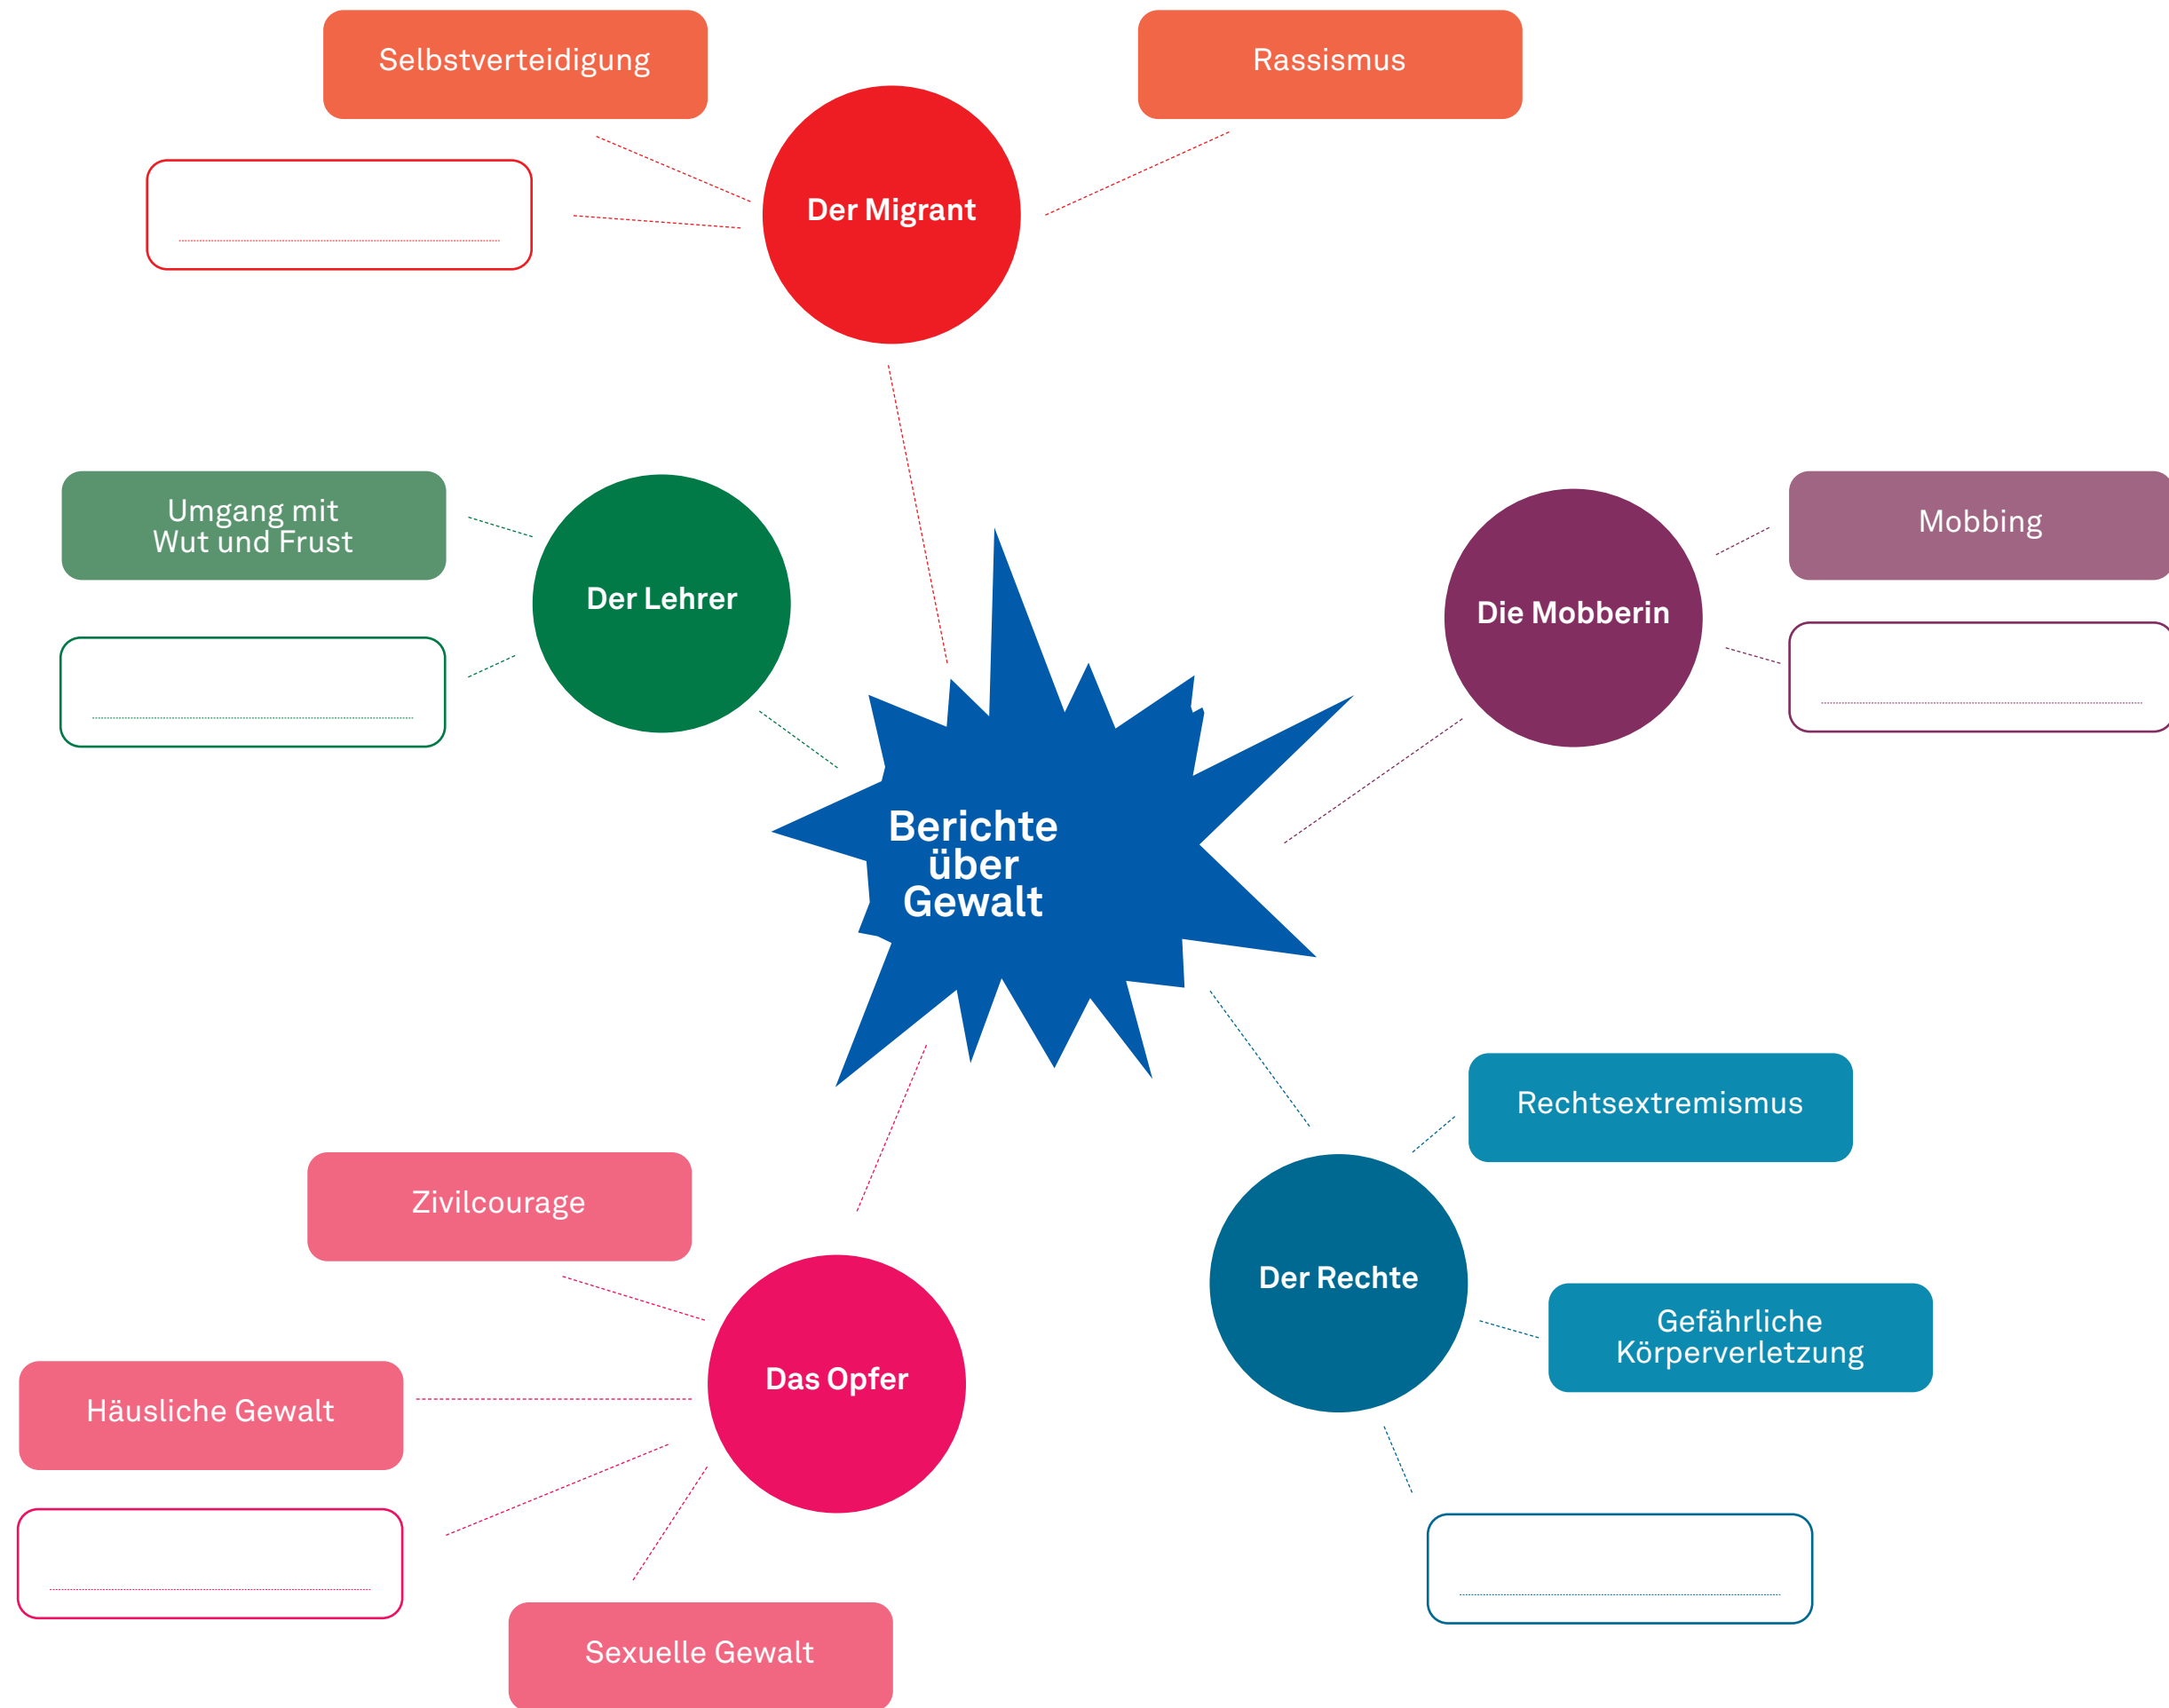 Selbstverteidigung
Rassismus
Der Migrant
Umgang mit
Wut und Frust
Der Lehrer
Die Mobberin
Mobbing
Berichte
über
Gewalt
Rechtsextremismus
Zivilcourage
Der Rechte
Gefährliche
Körperverletzung
Das Opfer
Häusliche Gewalt
Sexuelle Gewalt